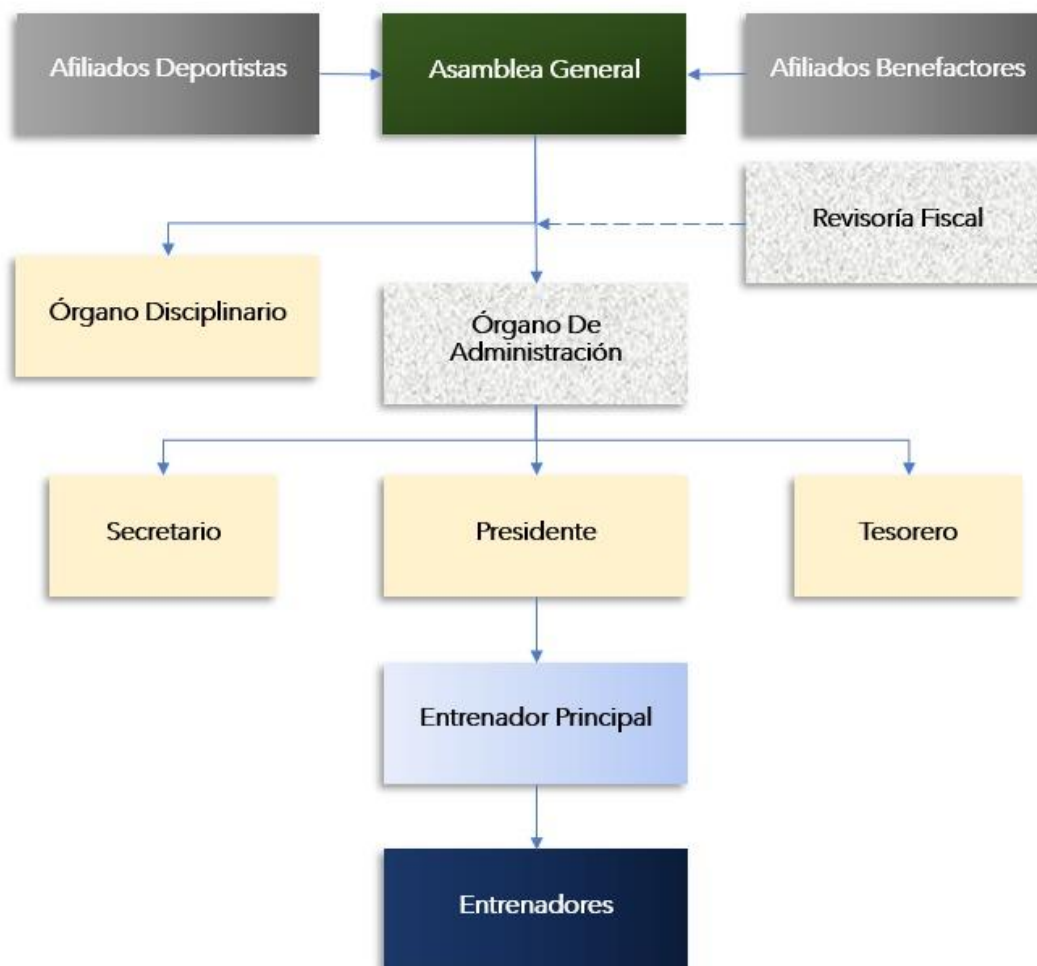 Afiliados Deportistas
Asamblea General
Afiliados Benefactores
Revisoría Fiscal
Órgano Disciplinario
Órgano De
Administración
Secretario
Presidente
Tesorero
Entrenador Principal
Entrenadores